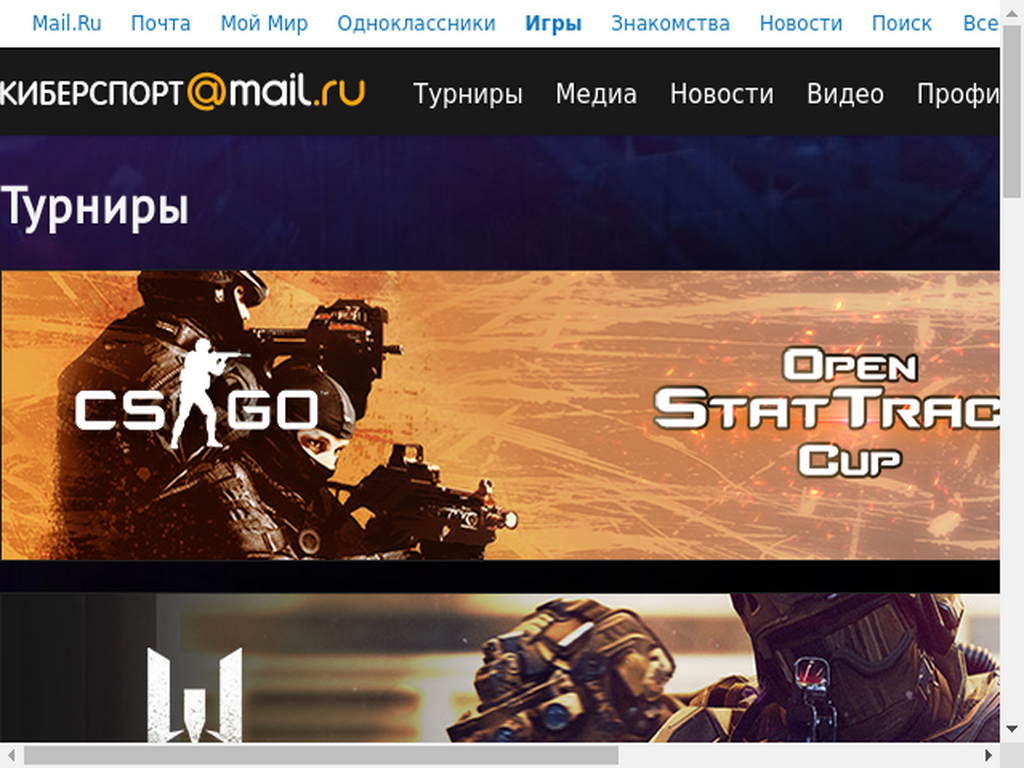 Mail.Ru Почта Мой Мир Одноклассники Игры Знакомства Новости Поиск Все
КИБЕРСПОРТ@mail.ru Турниры Медиа Новости Видео Профи
Турниры
CS GO
OPEN
STATTRAC
CUP